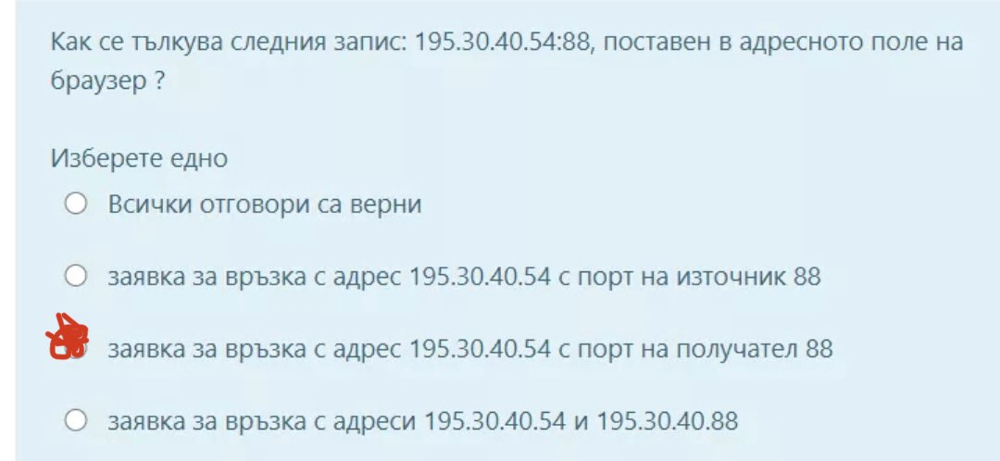 Как се тълкува следния запис: 195.30.40.54:88, поставен в адресното поле на
браузер ?
Изберете едно
Всички отговори са верни
заявка за връзка с адрес 195.30.40.54 с порт на източник 88
заявка за връзка с адрес 195.30.40.54 с порт на получател 88
заявка за връзка с адреси 195.30.40.54 и 195.30.40.88